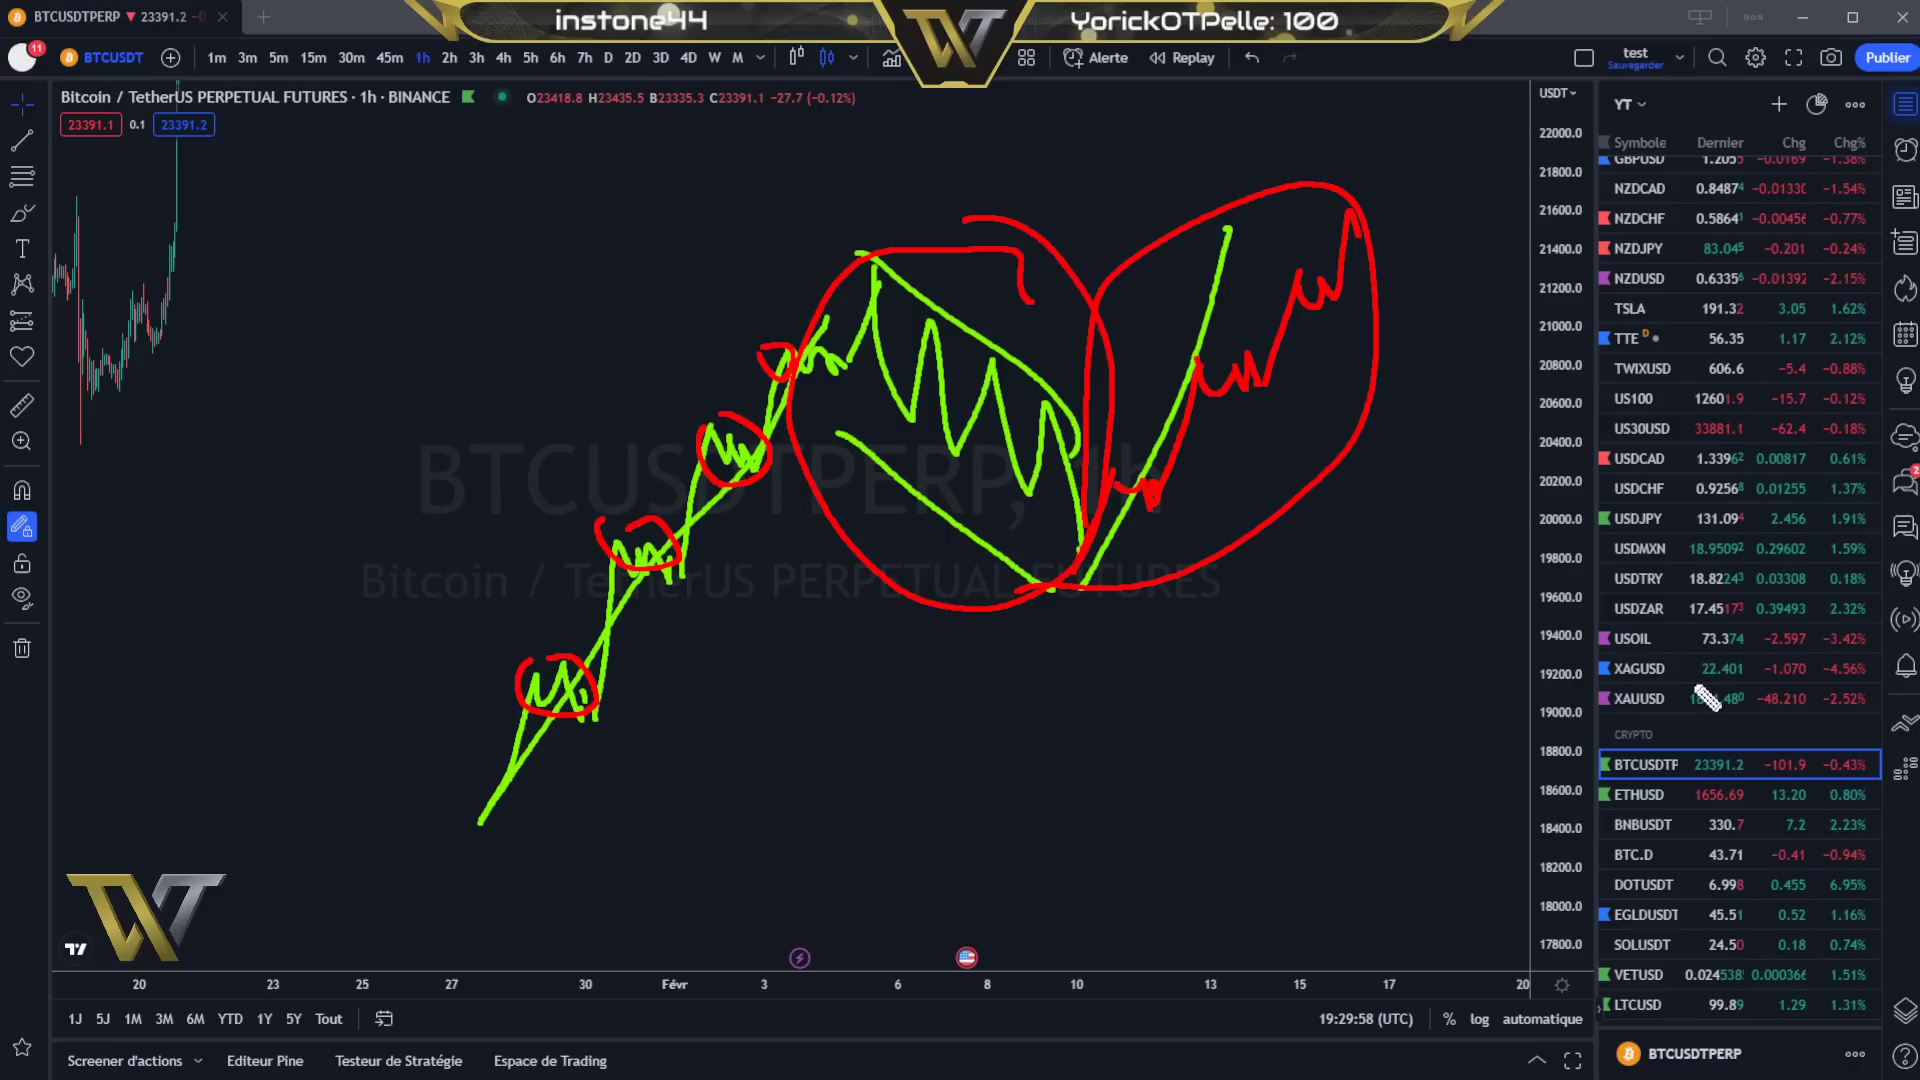 BTCUSDTPERP ▼ 23391.2 −0
instone44
YorickOTPelle: 100
11
BTCUSDT
1m 3m 5m 15m 30m 45m 1h 2h 3h 4h 5h 6h 7h D 2D 3D 4D W M
Alerte
Replay
test
Sauvegarder
Publier
Bitcoin / TetherUS PERPETUAL FUTURES · 1h · BINANCE
O23418.8 H23435.5 B23335.3 C23391.1 −27.7 (−0.12%)
23391.1 0.1 23391.2
USDT
22000.0
21800.0
21600.0
21400.0
21200.0
21000.0
20800.0
20600.0
20400.0
20200.0
20000.0
19800.0
19600.0
19400.0
19200.0
19000.0
18800.0
18600.0
18400.0
18200.0
18000.0
17800.0
BTCUSDTPERP, 1h
Bitcoin / TetherUS PERPETUAL FUTURES
20 23 25 27 30 Févr 3 6 8 10 13 15 17 20
1J 5J 1M 3M 6M YTD 1Y 5Y Tout
19:29:58 (UTC) % log automatique
Screener d'actions Editeur Pine Testeur de Stratégie Espace de Trading
YT
Symbole Dernier Chg Chg%
GBPUSD 1.2055 −0.0169 −1.38%
NZDCAD 0.84874 −0.0133 −1.54%
NZDCHF 0.58641 −0.00456 −0.77%
NZDJPY 83.045 −0.201 −0.24%
NZDUSD 0.63356 −0.01392 −2.15%
TSLA 191.32 3.05 1.62%
TTE D 56.35 1.17 2.12%
TWIXUSD 606.6 −5.4 −0.88%
US100 12601.9 −15.7 −0.12%
US30USD 33881.1 −62.4 −0.18%
USDCAD 1.33962 0.00817 0.61%
USDCHF 0.92568 0.01255 1.37%
USDJPY 131.094 2.456 1.91%
USDMXN 18.95092 0.29602 1.59%
USDTRY 18.82243 0.03308 0.18%
USDZAR 17.45173 0.39493 2.32%
USOIL 73.374 −2.597 −3.42%
XAGUSD 22.401 −1.070 −4.56%
XAUUSD −48.210 −2.52%
CRYPTO
BTCUSDTP 23391.2 −101.9 −0.43%
ETHUSD 1656.69 13.20 0.80%
BNBUSDT 330.7 7.2 2.23%
BTC.D 43.71 −0.41 −0.94%
DOTUSDT 6.998 0.455 6.95%
EGLDUSDT 45.51 0.52 1.16%
SOLUSDT 24.50 0.18 0.74%
VETUSD 0.024538 0.000366 1.51%
LTCUSD 99.89 1.29 1.31%
BTCUSDTPERP
2